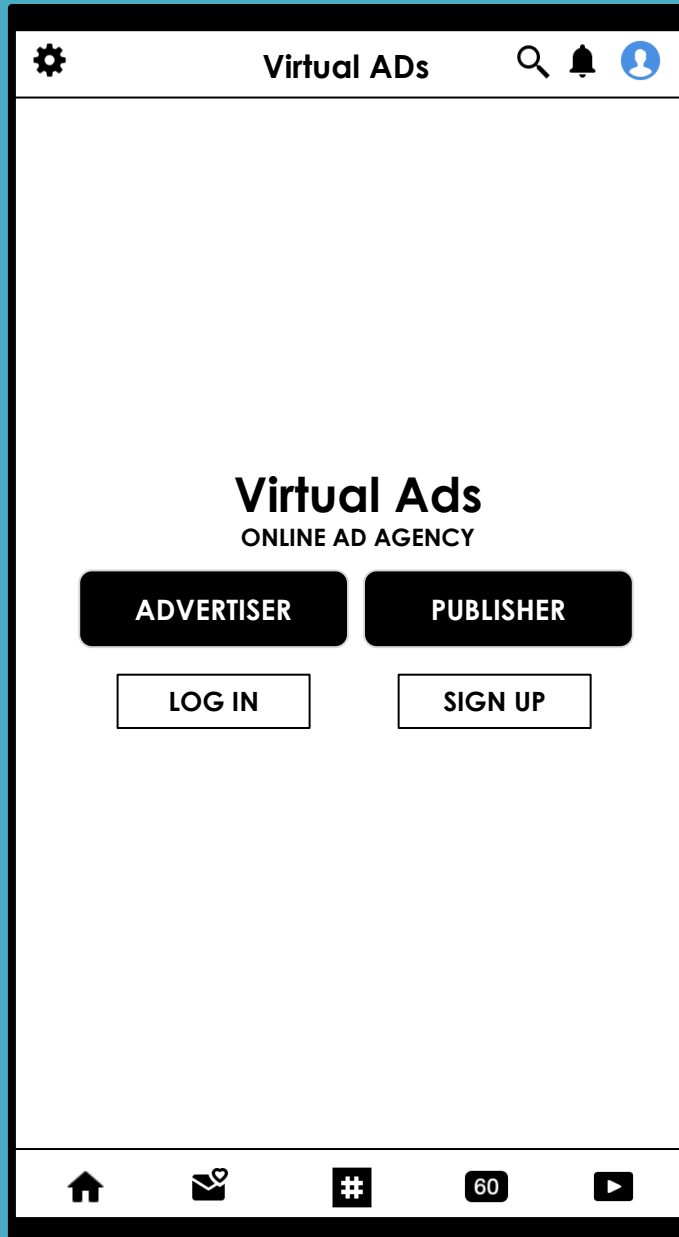 Virtual ADs
Virtual Ads
ONLINE AD AGENCY
ADVERTISER PUBLISHER
LOG IN SIGN UP
# 60